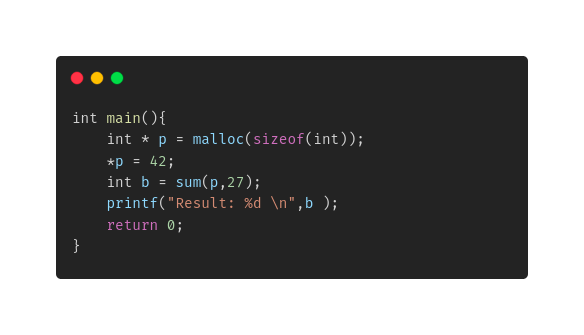 int main(){
    int * p = malloc(sizeof(int));
    *p = 42;
    int b = sum(p,27);
    printf("Result: %d \n",b );
    return 0;
}